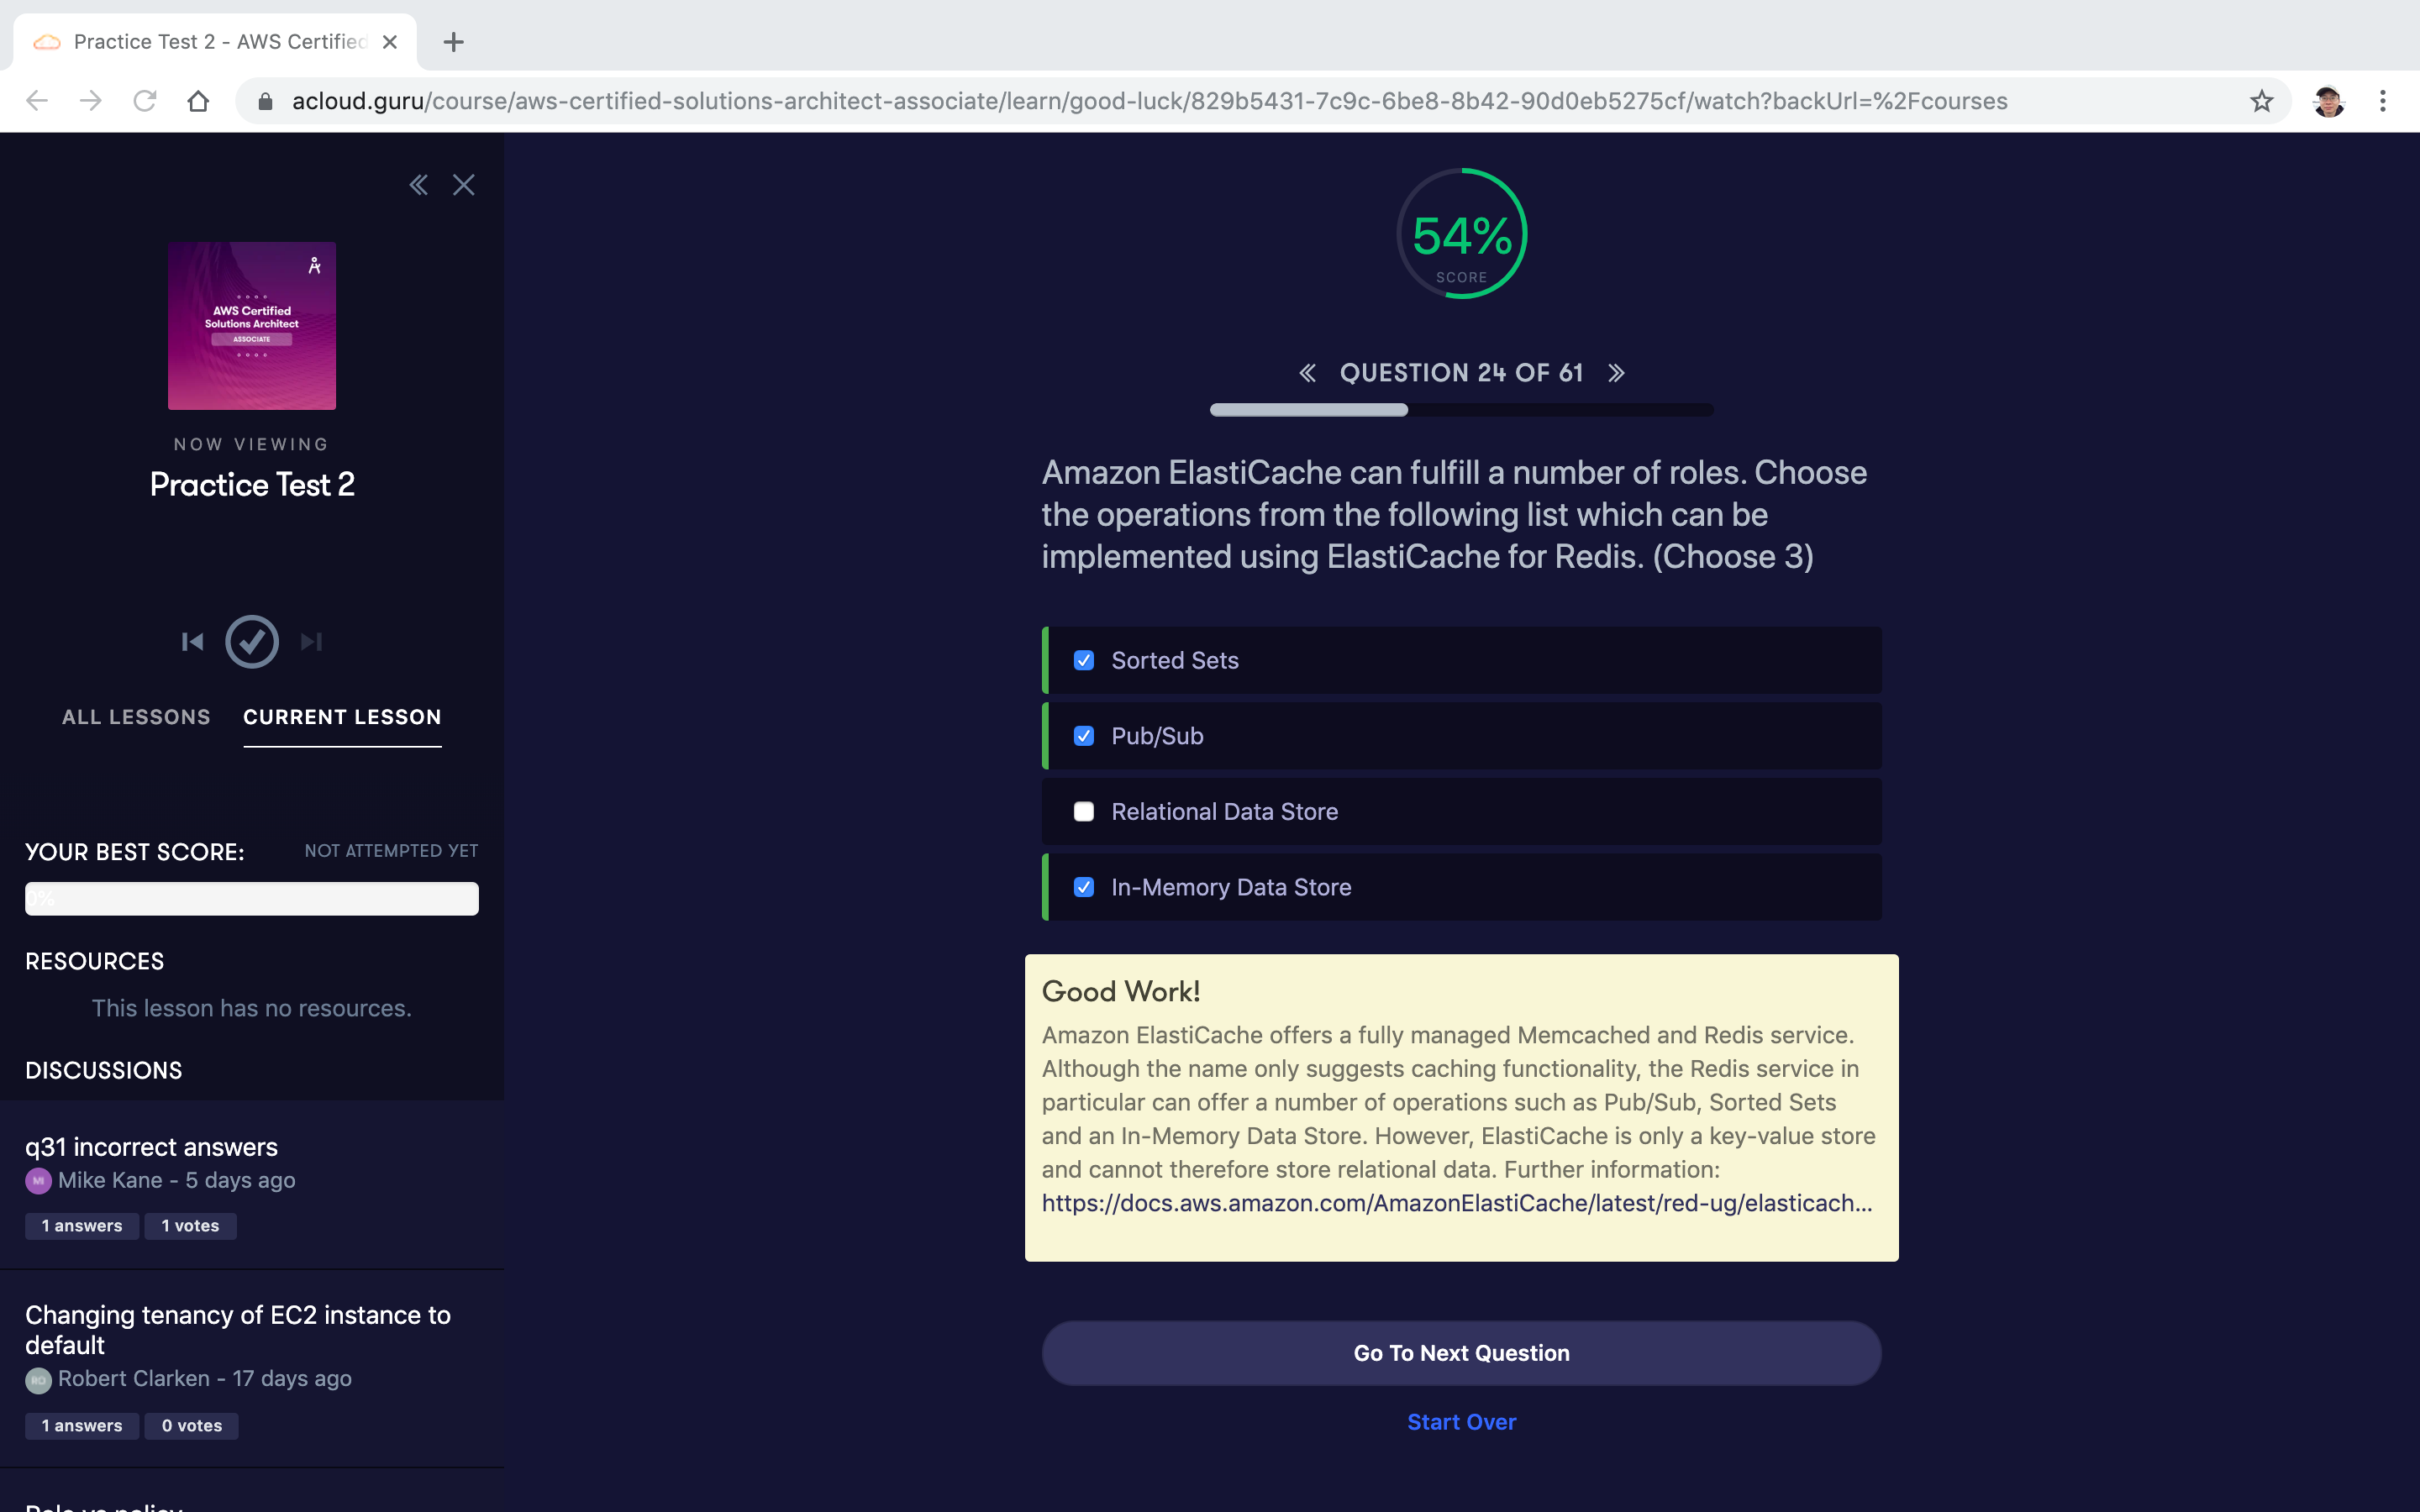 Practice Test 2 - AWS Certified
acloud.guru/course/aws-certified-solutions-architect-associate/learn/good-luck/829b5431-7c9c-6be8-8b42-90d0eb5275cf/watch?backUrl=%2Fcourses
AWS Certified
Solutions Architect
ASSOCIATE
NOW VIEWING
Practice Test 2
ALL LESSONS
CURRENT LESSON
YOUR BEST SCORE:
NOT ATTEMPTED YET
0%
RESOURCES
This lesson has no resources.
DISCUSSIONS
q31 incorrect answers
MI Mike Kane - 5 days ago
1 answers
1 votes
Changing tenancy of EC2 instance to
default
RO Robert Clarken - 17 days ago
1 answers
0 votes
Role vs policy
54%
SCORE
QUESTION 24 OF 61
Amazon ElastiCache can fulfill a number of roles. Choose
the operations from the following list which can be
implemented using ElastiCache for Redis. (Choose 3)
Sorted Sets
Pub/Sub
Relational Data Store
In-Memory Data Store
Good Work!
Amazon ElastiCache offers a fully managed Memcached and Redis service.
Although the name only suggests caching functionality, the Redis service in
particular can offer a number of operations such as Pub/Sub, Sorted Sets
and an In-Memory Data Store. However, ElastiCache is only a key-value store
and cannot therefore store relational data. Further information:
https://docs.aws.amazon.com/AmazonElastiCache/latest/red-ug/elasticach...
Go To Next Question
Start Over